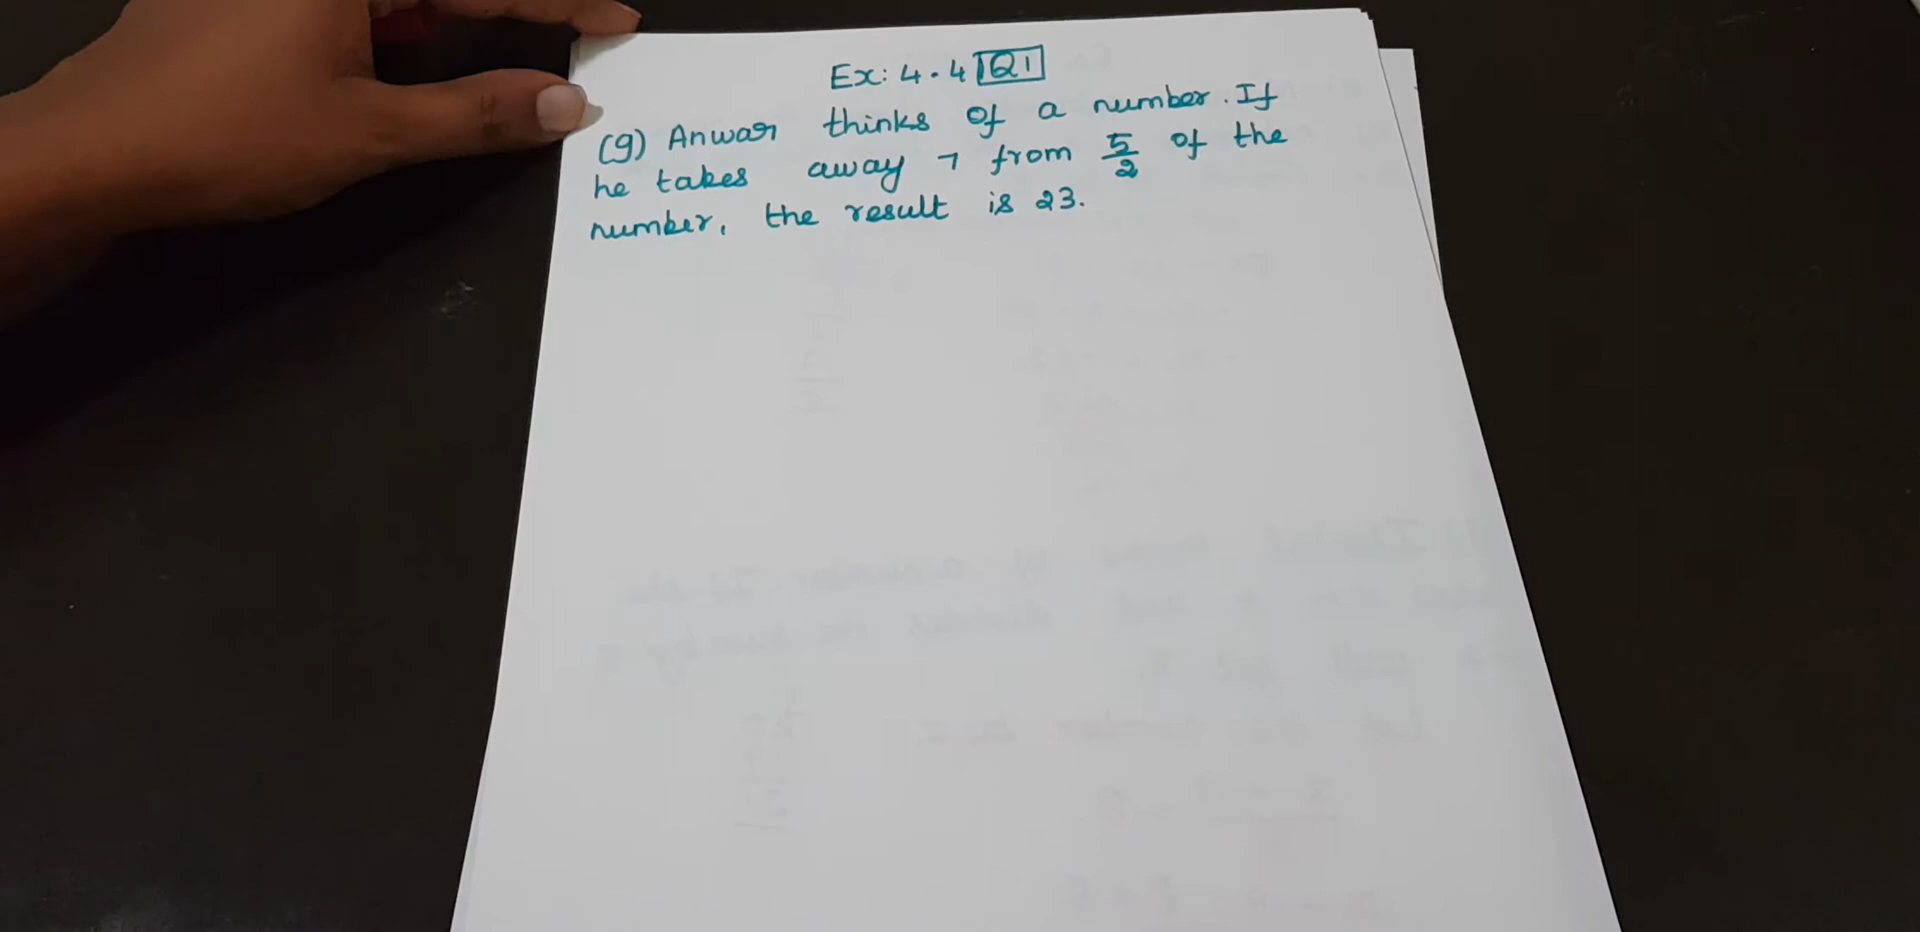 Ex: 4.4 Q1
(g) Anwar thinks of a number. If
he takes away 7 from 5/2 of the
number, the result is 23.